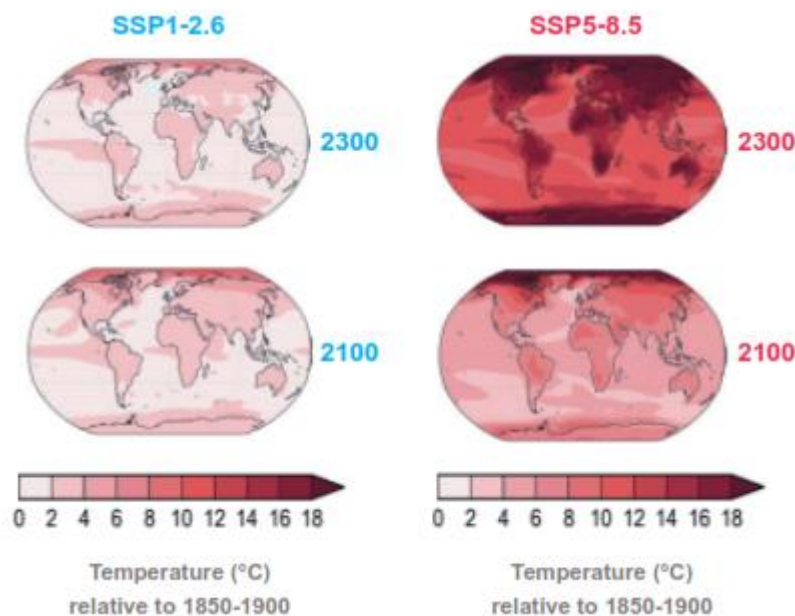 SSP1-2.6
SSP5-8.5
2300
2300
2100
2100
0 2 4 6 8 10 12 14 16 18
0 2 4 6 8 10 12 14 16 18
Temperature (°C)
relative to 1850-1900
Temperature (°C)
relative to 1850-1900